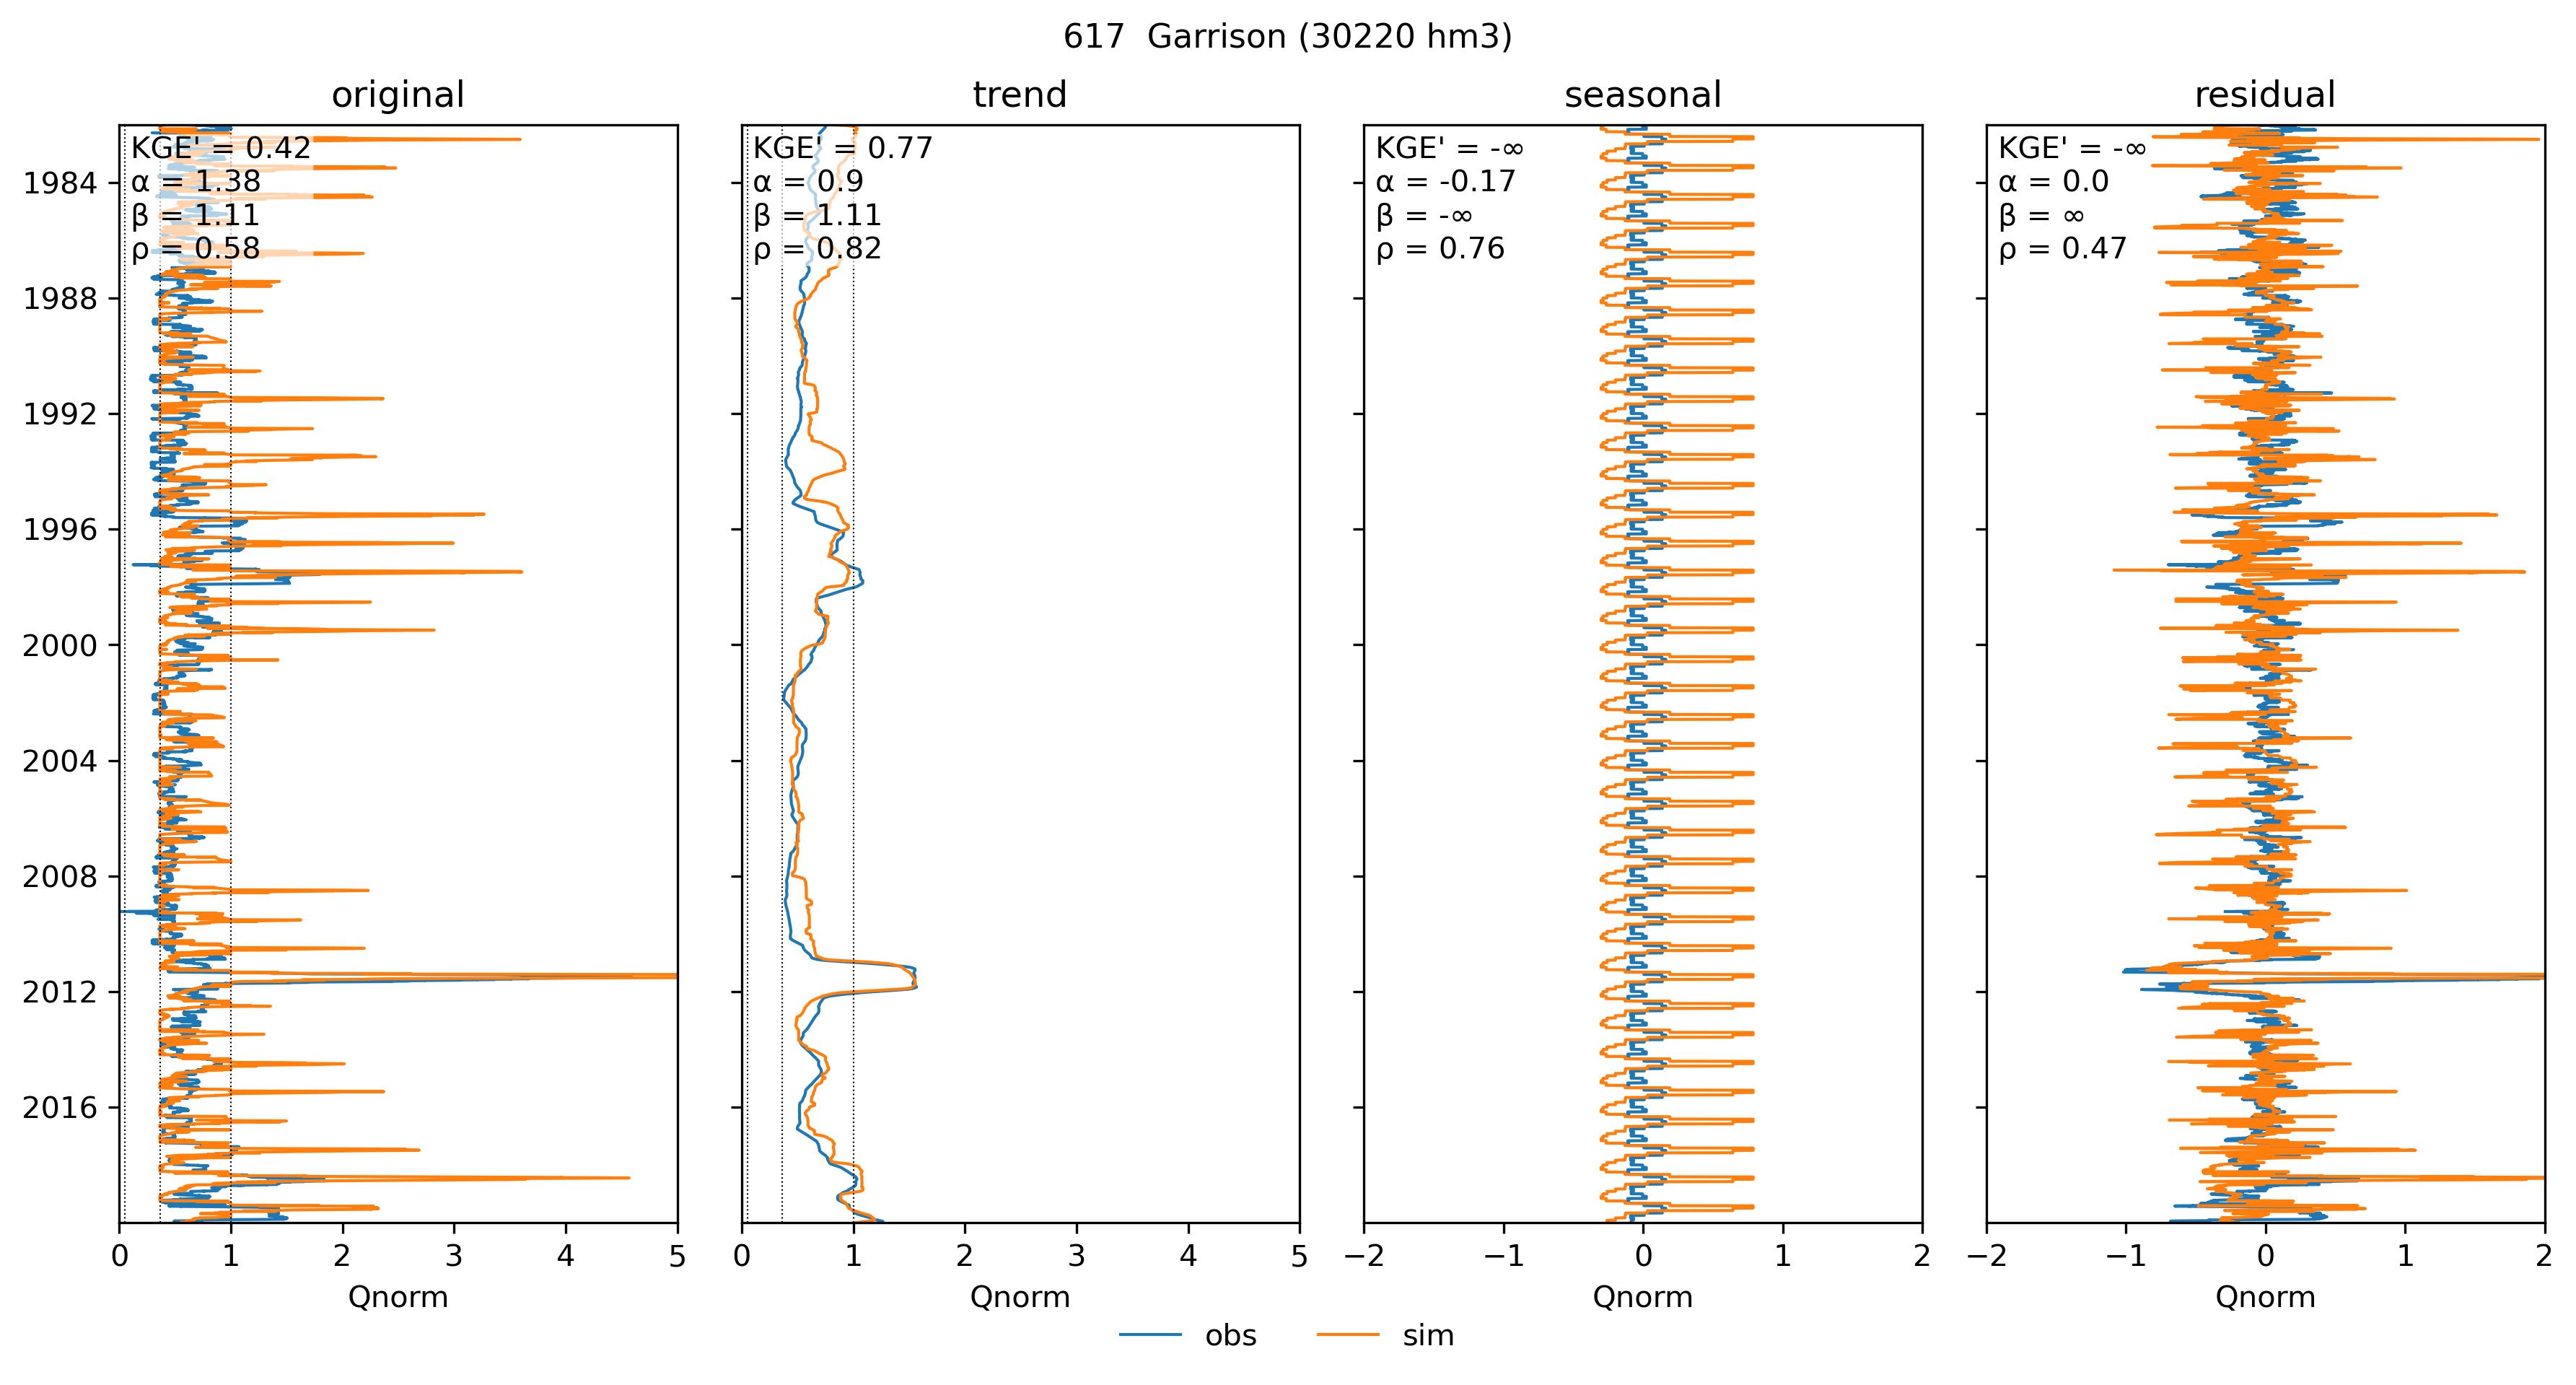 617  Garrison (30220 hm3)
original
trend
seasonal
residual
KGE' = 0.42
α = 1.38
β = 1.11
ρ = 0.58
KGE' = 0.77
α = 0.9
β = 1.11
ρ = 0.82
KGE' = -∞
α = -0.17
β = -∞
ρ = 0.76
KGE' = -∞
α = 0.0
β = ∞
ρ = 0.47
1984
1988
1992
1996
2000
2004
2008
2012
2016
0 1 2 3 4 5
0 1 2 3 4 5
−2 −1 0 1 2
−2 −1 0 1 2
Qnorm
Qnorm
Qnorm
Qnorm
obs
sim